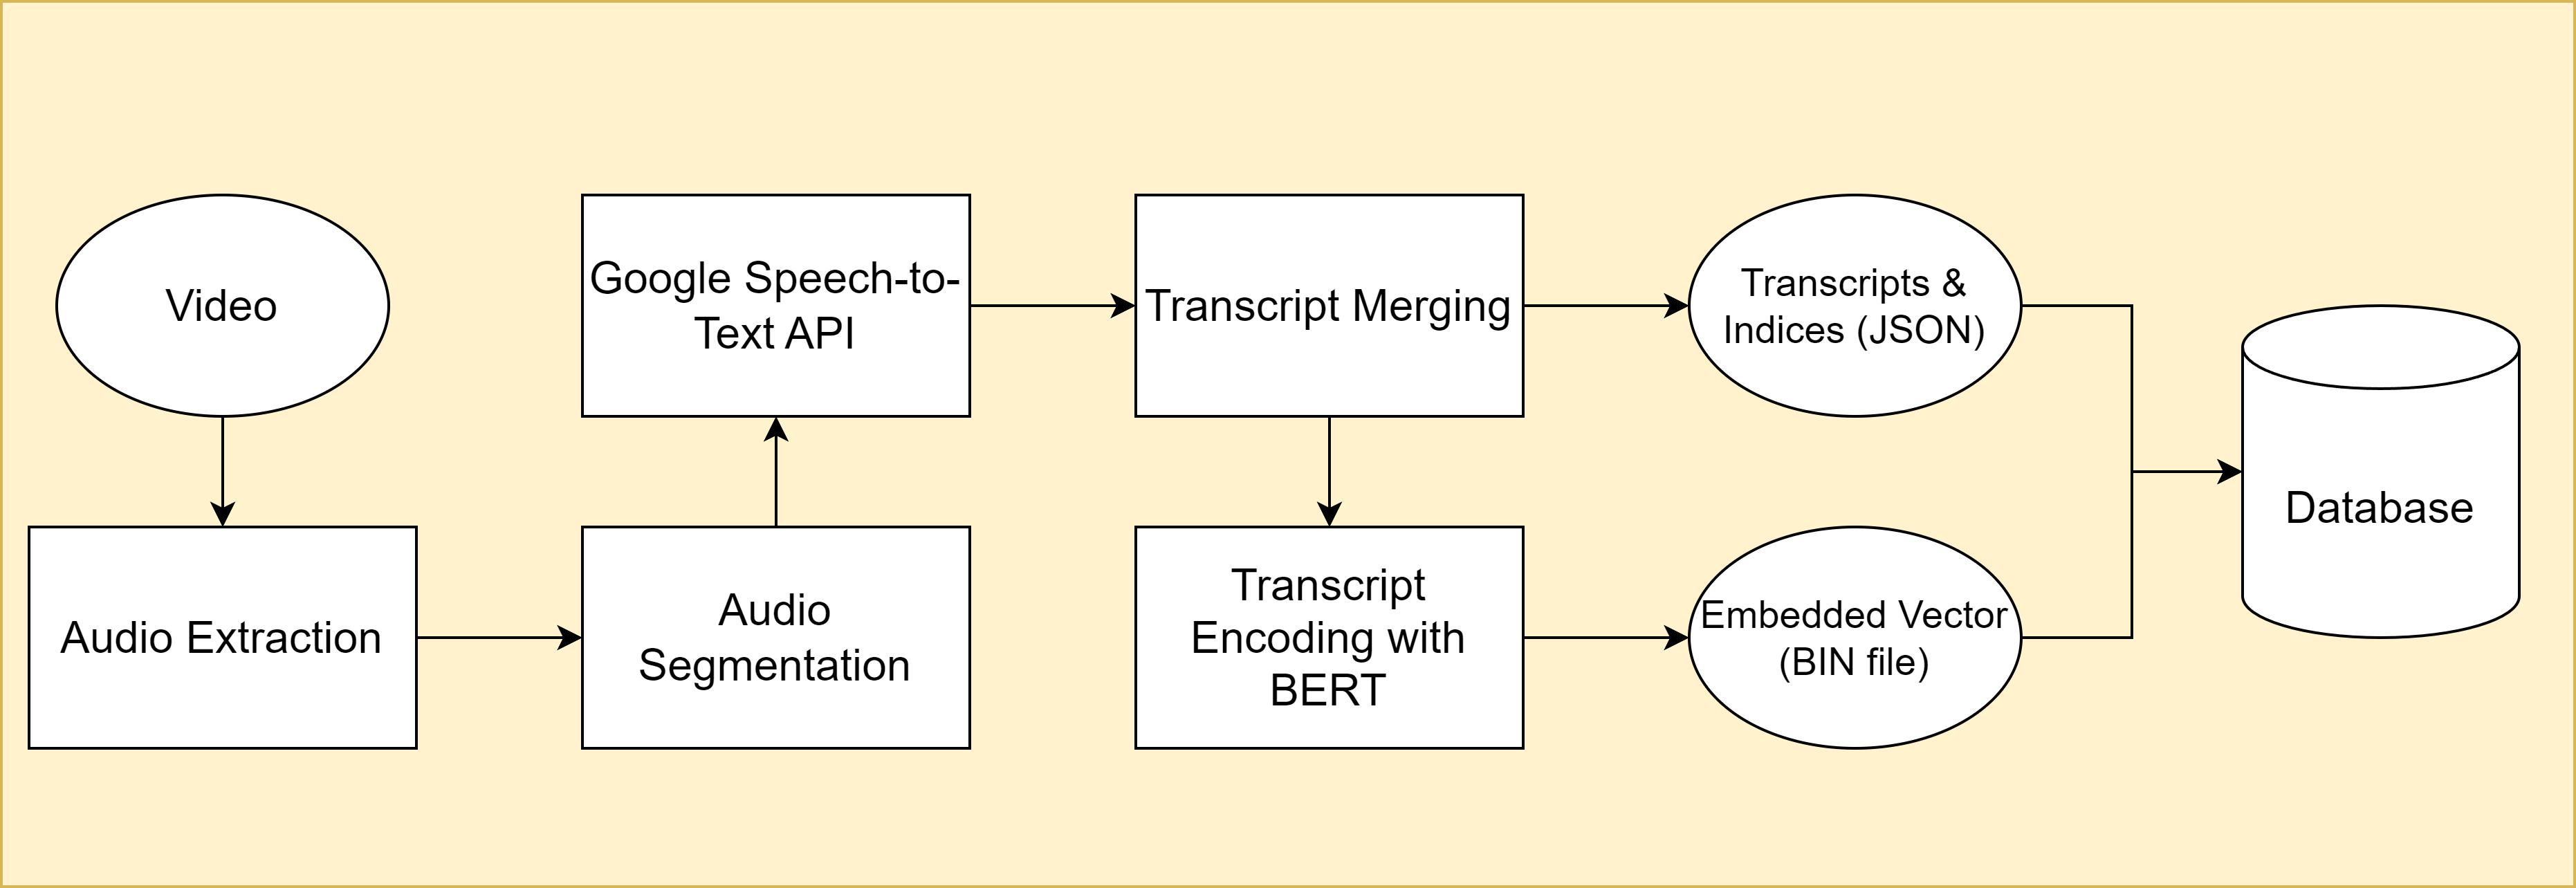 Video
Audio Extraction
Audio
Segmentation
Google Speech-to-
Text API
Transcript Merging
Transcript
Encoding with
BERT
Transcripts &
Indices (JSON)
Embedded Vector
(BIN file)
Database